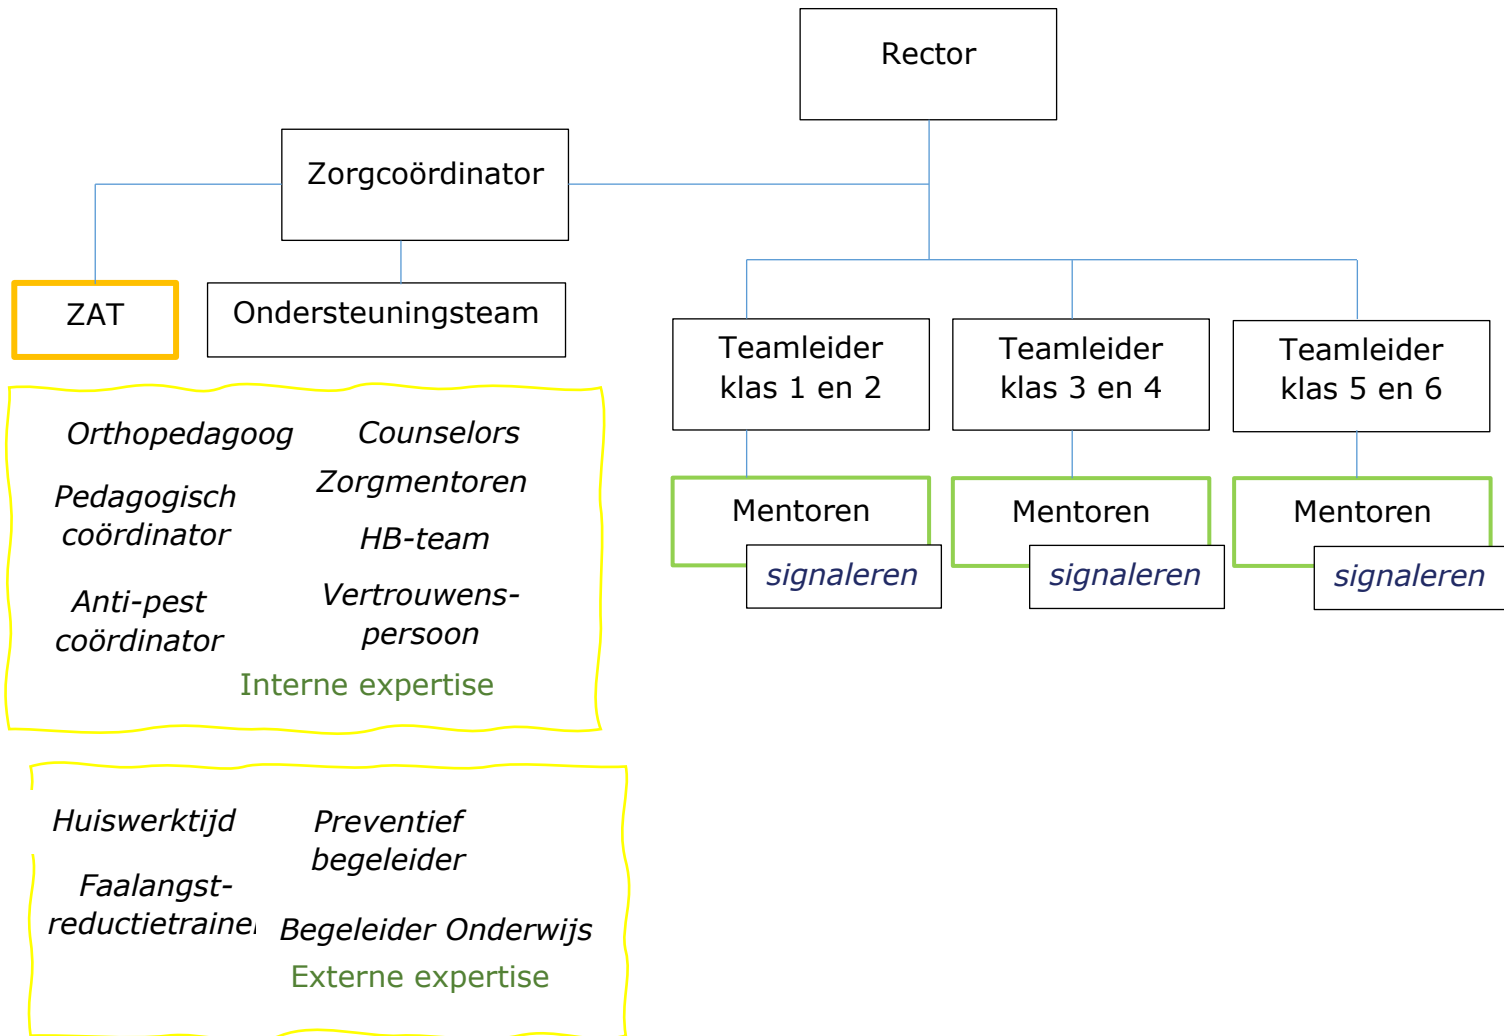 Rector
Zorgcoördinator
ZAT
Ondersteuningsteam
Teamleider
klas 1 en 2
Teamleider
klas 3 en 4
Teamleider
klas 5 en 6
Mentoren
signaleren
Mentoren
signaleren
Mentoren
signaleren
Orthopedagoog
Counselors
Pedagogisch
coördinator
Zorgmentoren
HB-team
Anti-pest
coördinator
Vertrouwens-
persoon
Interne expertise
Huiswerktijd
Preventief
begeleider
Faalangst-
reductietrainer
Begeleider Onderwijs
Externe expertise